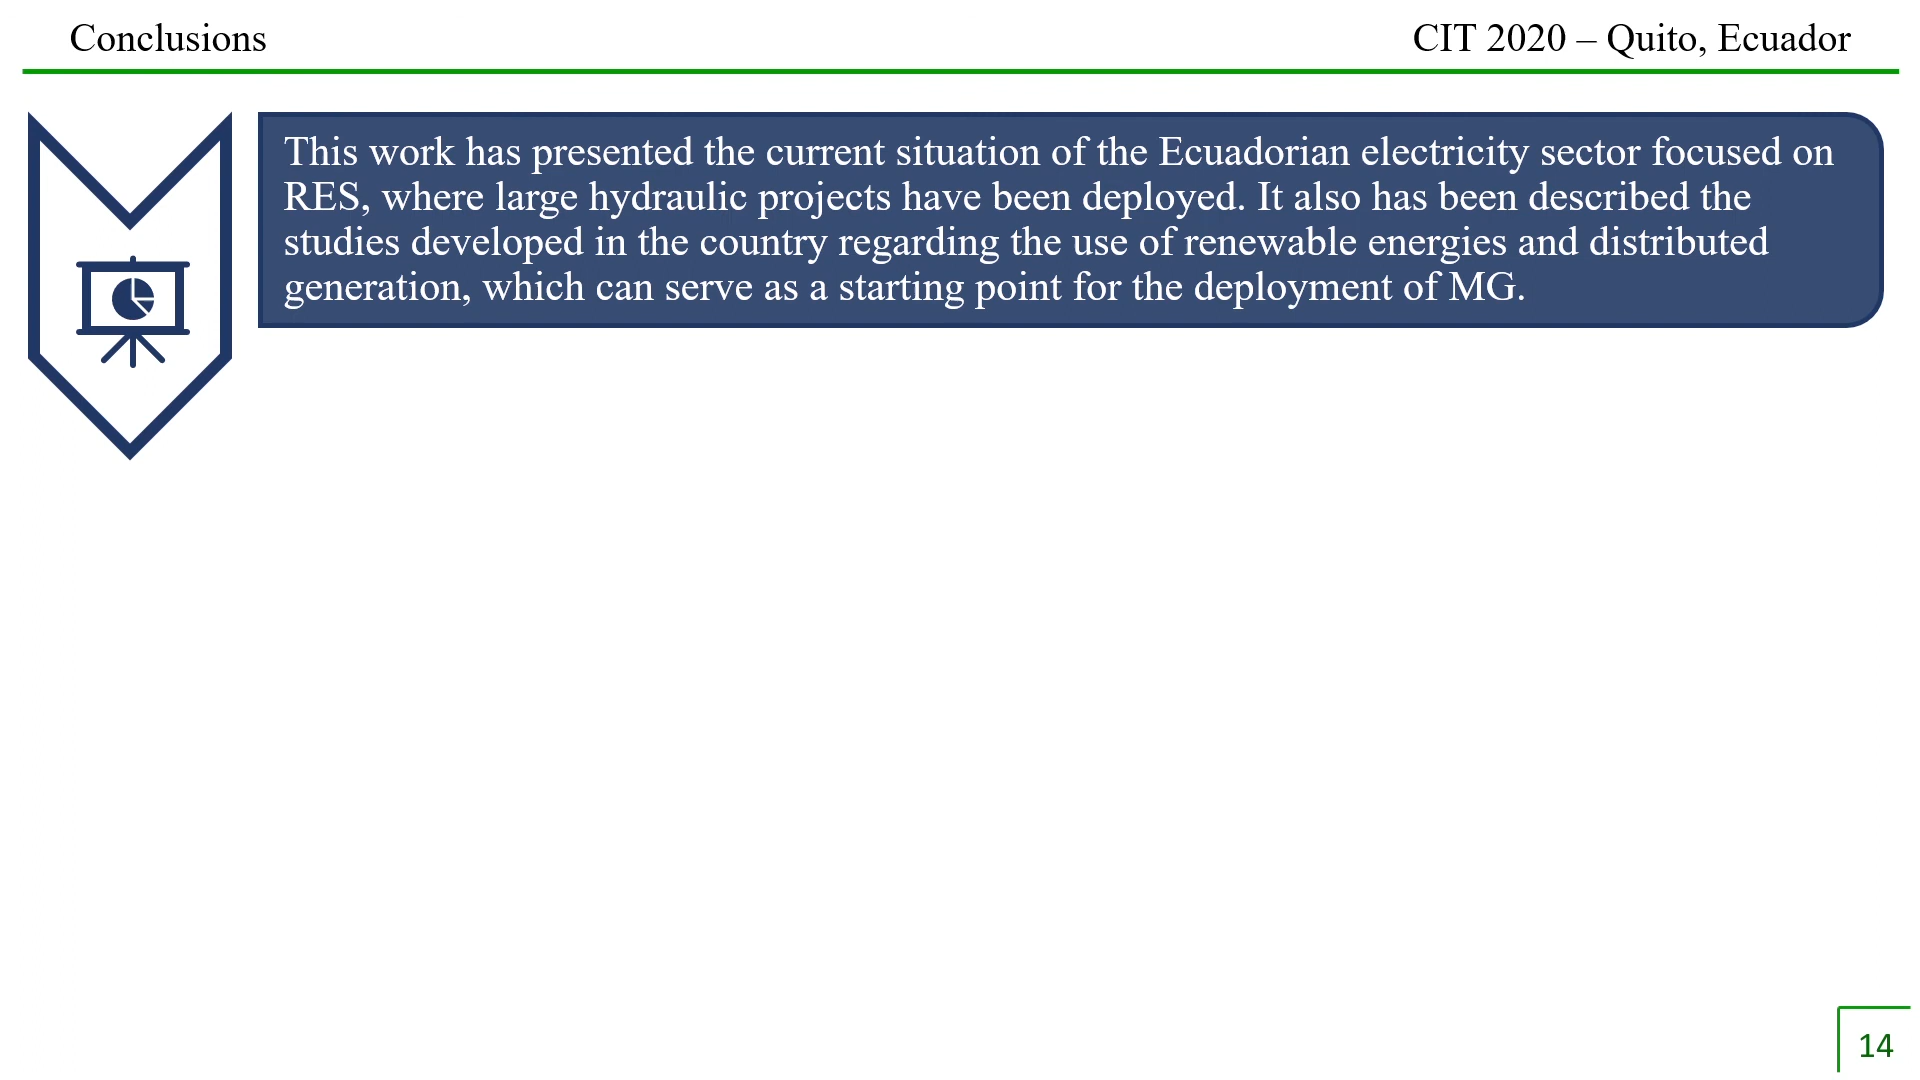 Conclusions
CIT 2020 – Quito, Ecuador
This work has presented the current situation of the Ecuadorian electricity sector focused on
RES, where large hydraulic projects have been deployed. It also has been described the
studies developed in the country regarding the use of renewable energies and distributed
generation, which can serve as a starting point for the deployment of MG.
14